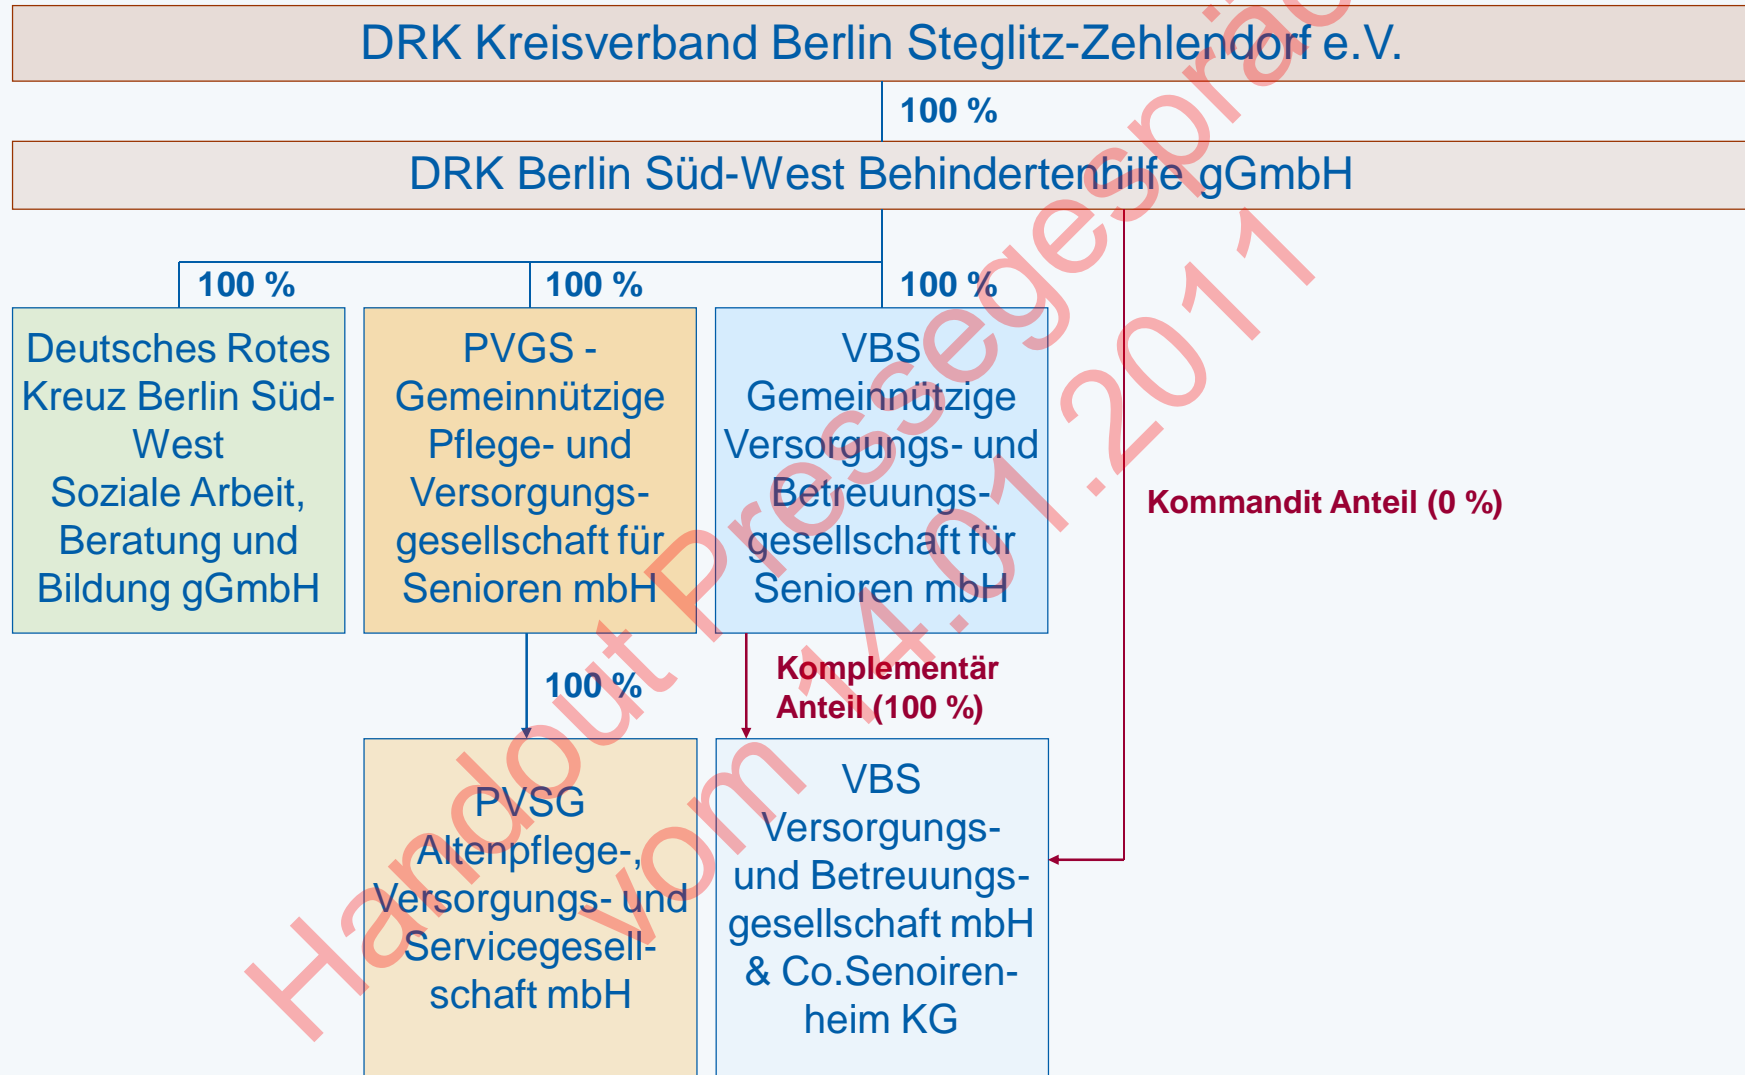 DRK Kreisverband Berlin Steglitz-Zehlendorf e.V.
100 %
DRK Berlin Süd-West Behindertenhilfe gGmbH
100 %
100 %
100 %
Deutsches Rotes
Kreuz Berlin Süd-
West
Soziale Arbeit,
Beratung und
Bildung gGmbH
PVGS -
Gemeinnützige
Pflege- und
Versorgungs-
gesellschaft für
Senioren mbH
VBS
Gemeinnützige
Versorgungs- und
Betreuungs-
gesellschaft für
Senioren mbH
Kommandit Anteil (0 %)
100 %
Komplementär
Anteil (100 %)
PVSG
Altenpflege-,
Versorgungs- und
Servicegesell-
schaft mbH
VBS
Versorgungs-
und Betreuungs-
gesellschaft mbH
& Co.Senoiren-
heim KG
Handout Pressegespräc
vom 14.01.2011